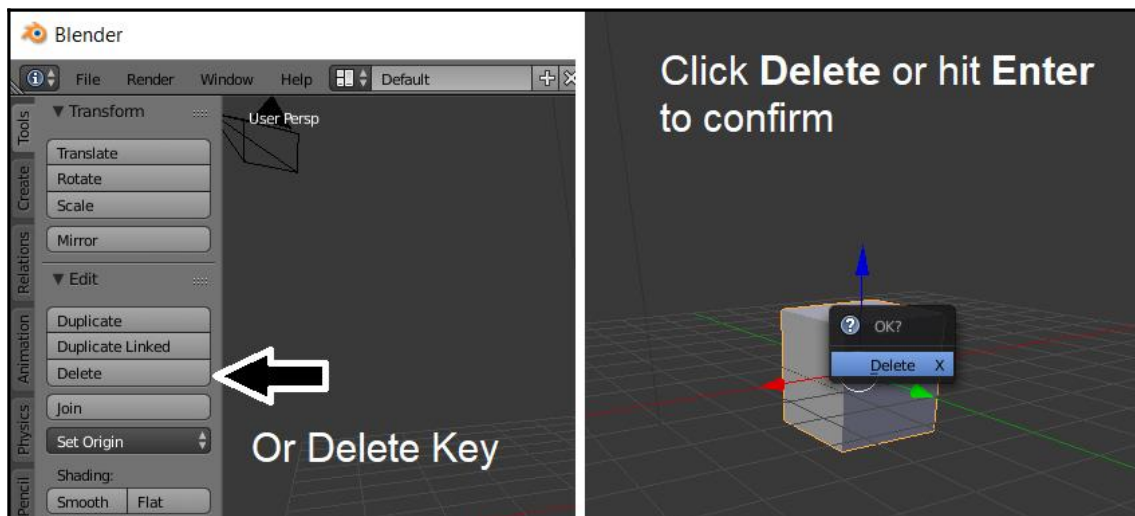 Blender
File Render Window Help Default
Tools
Create
Relations
Animation
Physics
Pencil
Transform
Translate
Rotate
Scale
Mirror
Edit
Duplicate
Duplicate Linked
Delete
Join
Set Origin
Shading:
Smooth Flat
User Persp
Or Delete Key
Click Delete or hit Enter
to confirm
OK?
Delete X